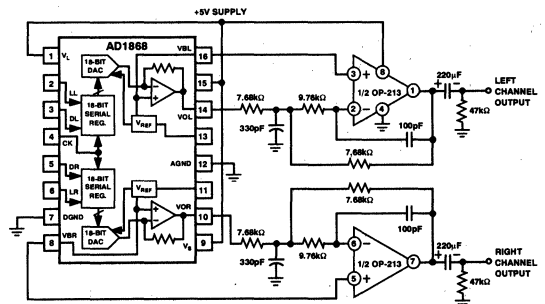 +5V SUPPLY
AD1868
1
VL
18-BIT
DAC
VBL
16
2
LL
15
18-BIT
SERIAL
REG.
VOL
14
3
DL
VREF
13
4
CK
AGND
12
5
DR
18-BIT
SERIAL
REG.
VREF
11
6
LR
VOR
10
7
DGND
18-BIT
DAC
VS
9
8
VBR
7.68kΩ
330pF
9.76kΩ
3
+
2
–
8
1
4
1/2 OP-213
100pF
7.68kΩ
+
220µF
47kΩ
LEFT
CHANNEL
OUTPUT
7.68kΩ
100pF
7.68kΩ
330pF
9.76kΩ
6
–
5
+
7
1/2 OP-213
+
220µF
47kΩ
RIGHT
CHANNEL
OUTPUT